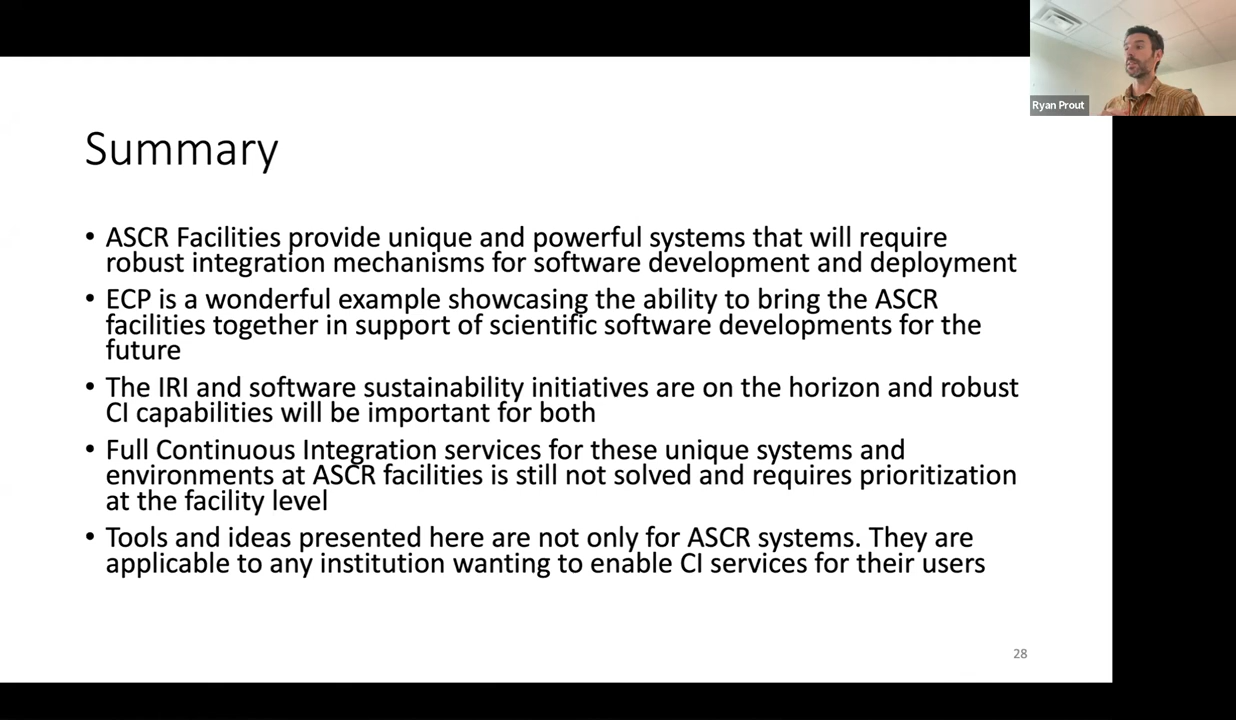 Ryan Prout
Summary
• ASCR Facilities provide unique and powerful systems that will require
robust integration mechanisms for software development and deployment
• ECP is a wonderful example showcasing the ability to bring the ASCR
facilities together in support of scientific software developments for the
future
• The IRI and software sustainability initiatives are on the horizon and robust
CI capabilities will be important for both
• Full Continuous Integration services for these unique systems and
environments at ASCR facilities is still not solved and requires prioritization
at the facility level
• Tools and ideas presented here are not only for ASCR systems. They are
applicable to any institution wanting to enable CI services for their users
28